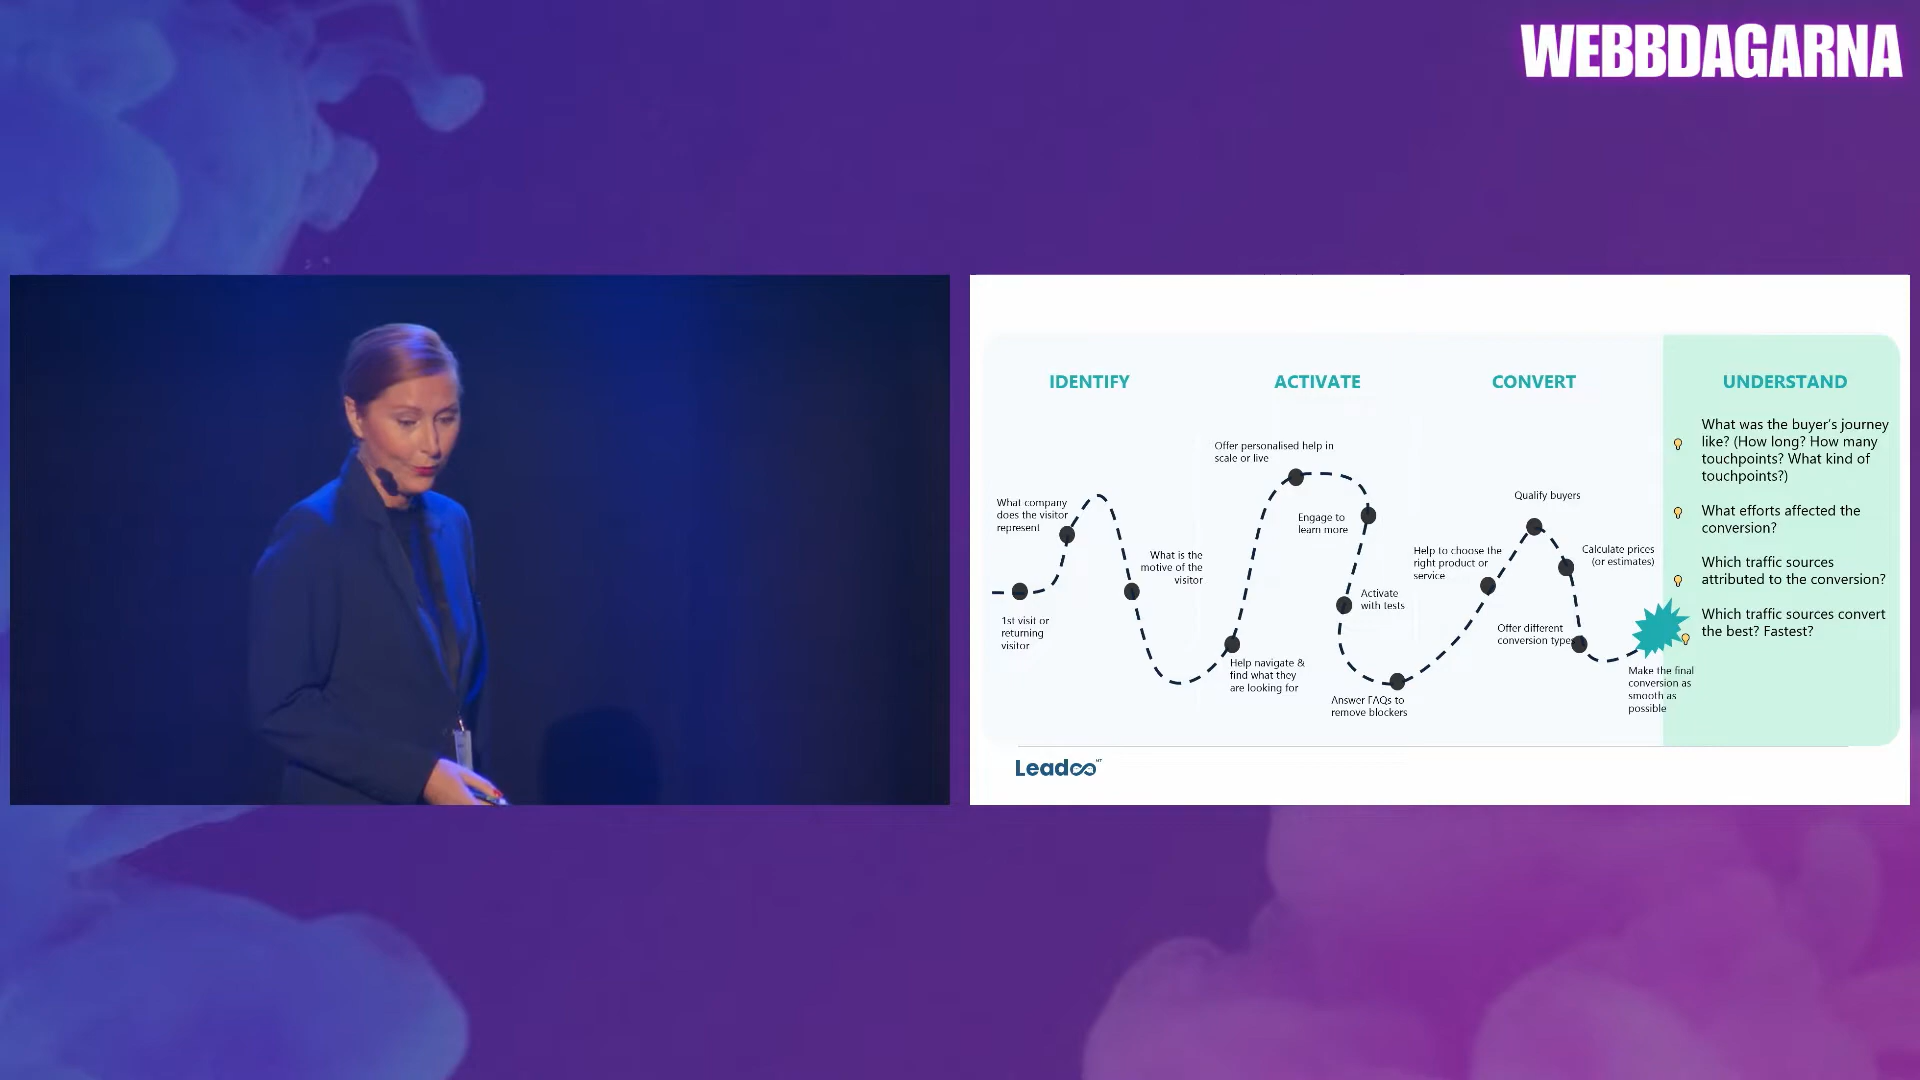 WEBBDAGARNA
IDENTIFY
ACTIVATE
CONVERT
UNDERSTAND
1st visit or
returning
visitor
What company
does the visitor
represent
What is the
motive of the
visitor
Help navigate &
find what they
are looking for
Offer personalised help in
scale or live
Engage to
learn more
Activate
with tests
Answer FAQs to
remove blockers
Help to choose the
right product or
service
Qualify buyers
Calculate prices
(or estimates)
Offer different
conversion types
Make the final
conversion as
smooth as
possible
What was the buyer's journey
like? (How long? How many
touchpoints? What kind of
touchpoints?)
What efforts affected the
conversion?
Which traffic sources
attributed to the conversion?
Which traffic sources convert
the best? Fastest?
Leadoo